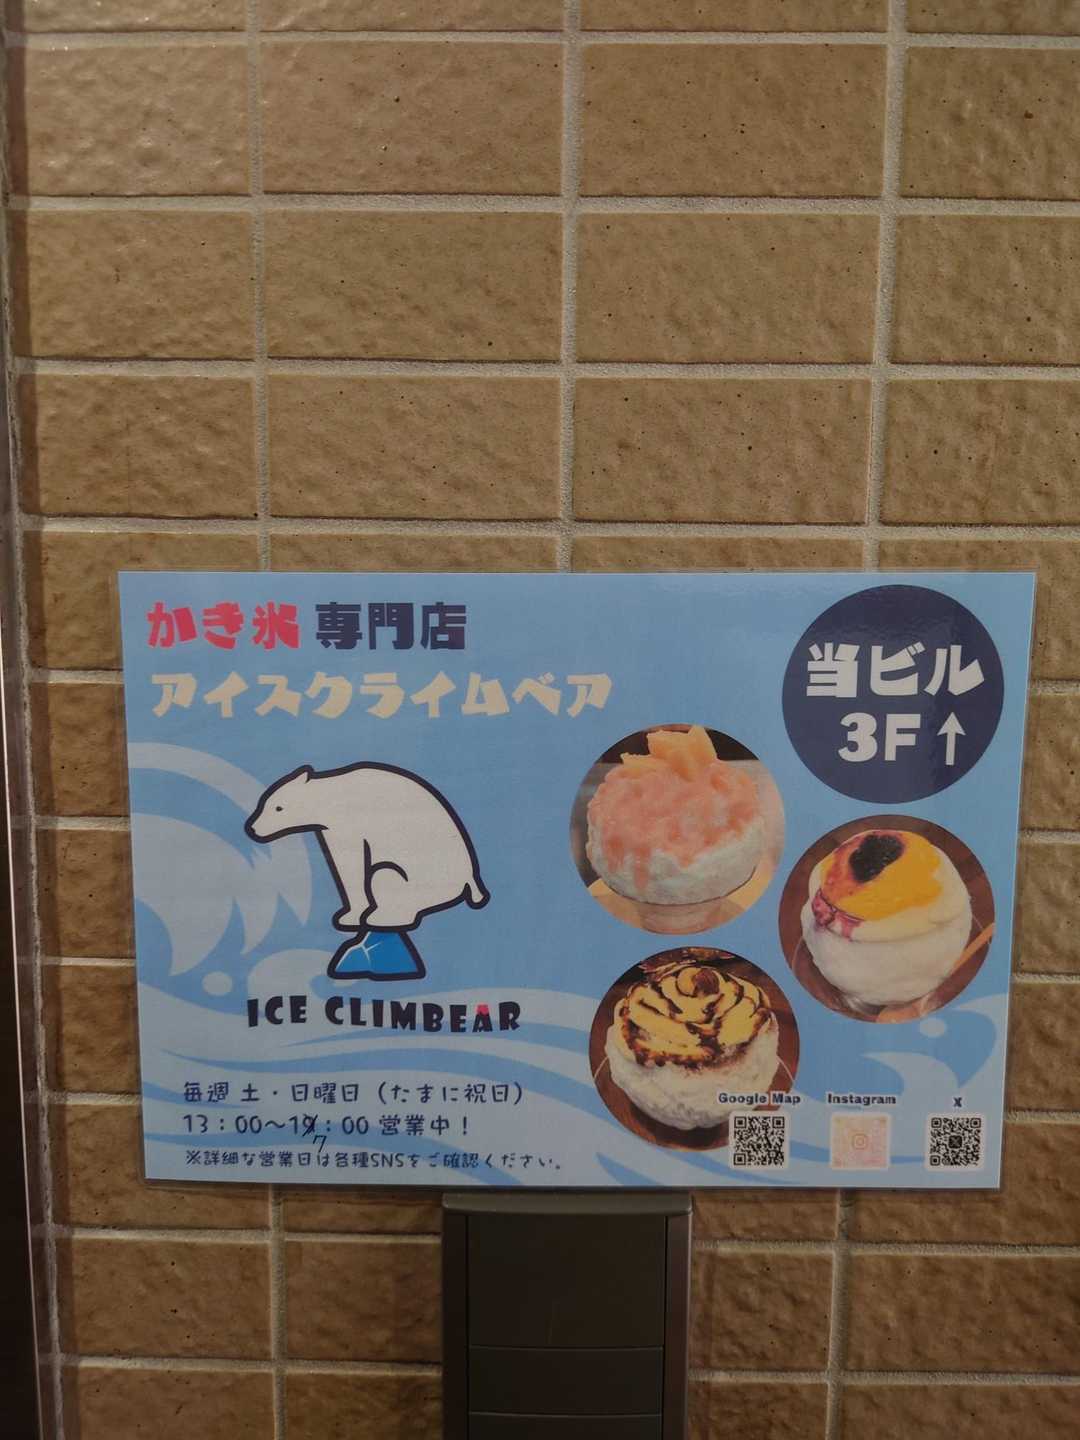 かき氷 専門店
アイスクライムベア
当ビル
3F↑
ICE CLIMBEAR
毎週 土・日曜日 (たまに祝日)
13:00〜19:00 営業中!
7
※詳細な営業日は各種SNSをご確認ください。
Google Map
Instagram
X